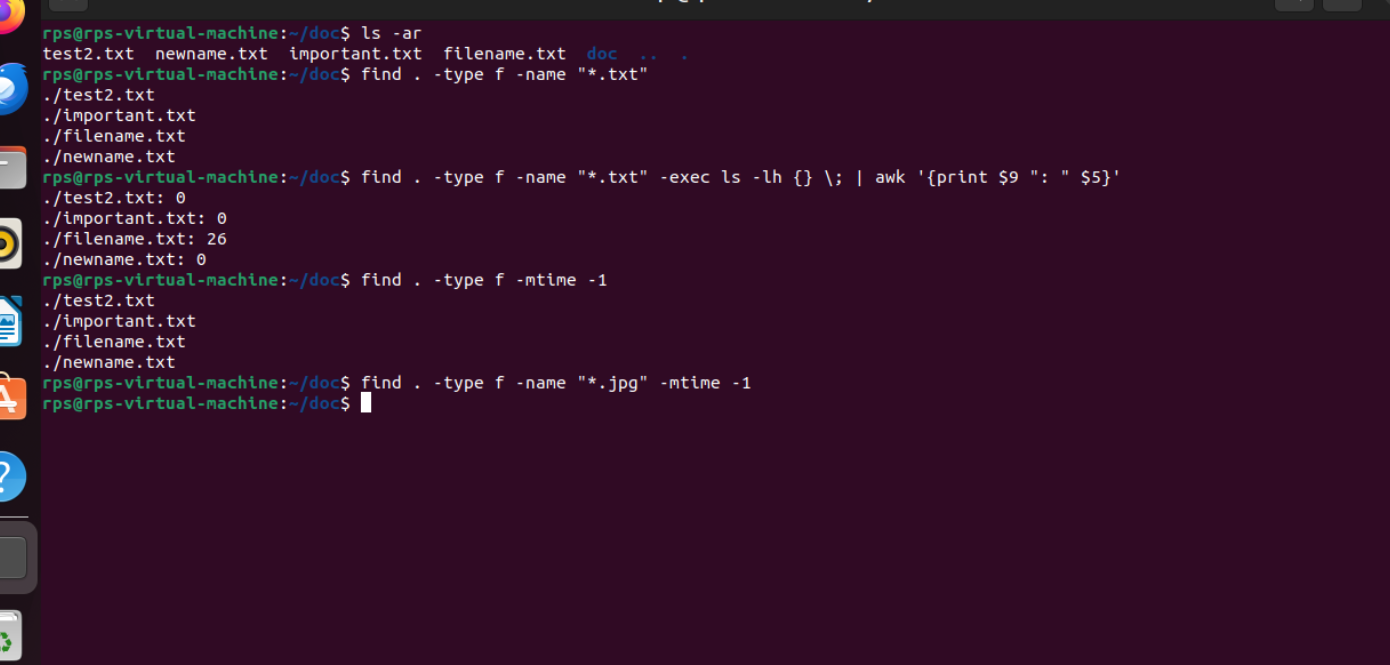 rps@rps-virtual-machine:~/doc$ ls -ar
test2.txt  newname.txt  important.txt  filename.txt  doc  ..  .
rps@rps-virtual-machine:~/doc$ find . -type f -name "*.txt"
./test2.txt
./important.txt
./filename.txt
./newname.txt
rps@rps-virtual-machine:~/doc$ find . -type f -name "*.txt" -exec ls -lh {} \; | awk '{print $9 ": " $5}'
./test2.txt: 0
./important.txt: 0
./filename.txt: 26
./newname.txt: 0
rps@rps-virtual-machine:~/doc$ find . -type f -mtime -1
./test2.txt
./important.txt
./filename.txt
./newname.txt
rps@rps-virtual-machine:~/doc$ find . -type f -name "*.jpg" -mtime -1
rps@rps-virtual-machine:~/doc$